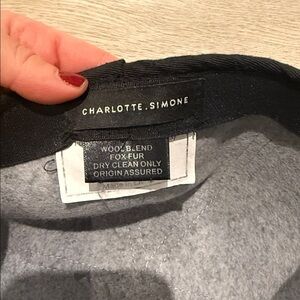 CHARLOTTE.SIMONE
WOOL BLEND
FOX FUR
DRY CLEAN ONLY
ORIGIN ASSURED